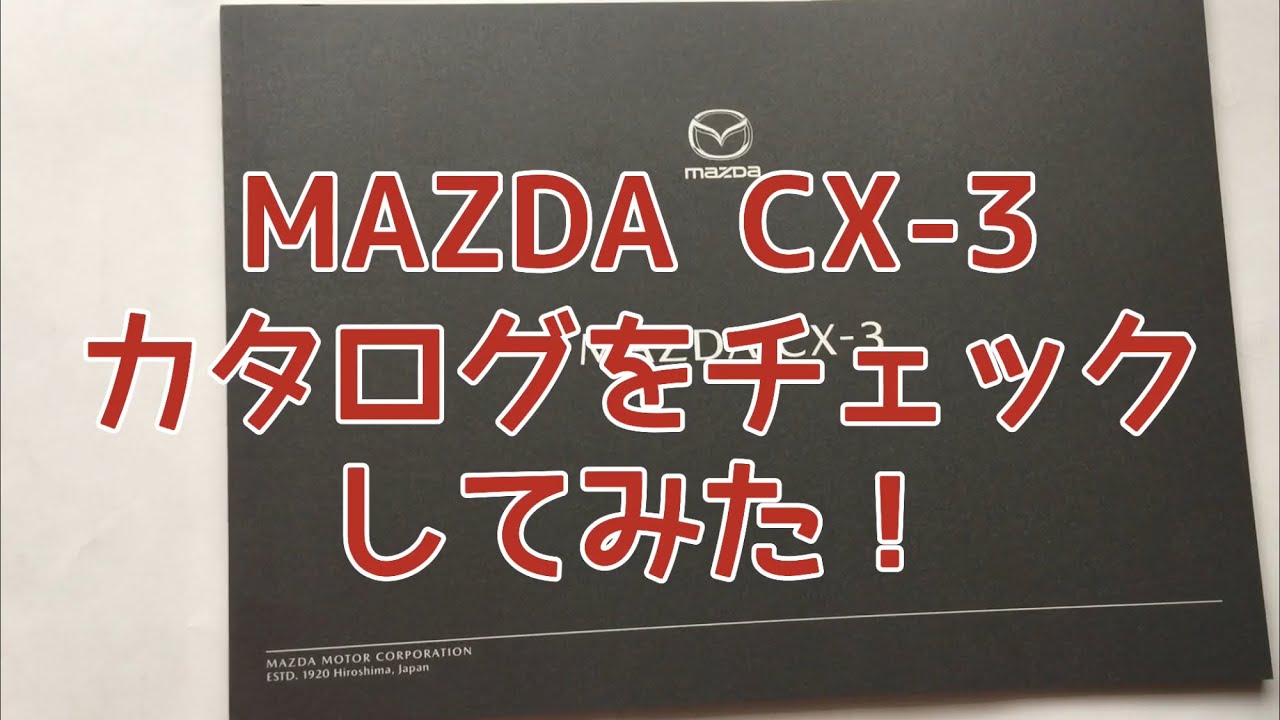 mazda
MAZDA CX-3
MAZDA CX-3
カタログをチェック
してみた！
MAZDA MOTOR CORPORATION
ESTD. 1920 Hiroshima, Japan